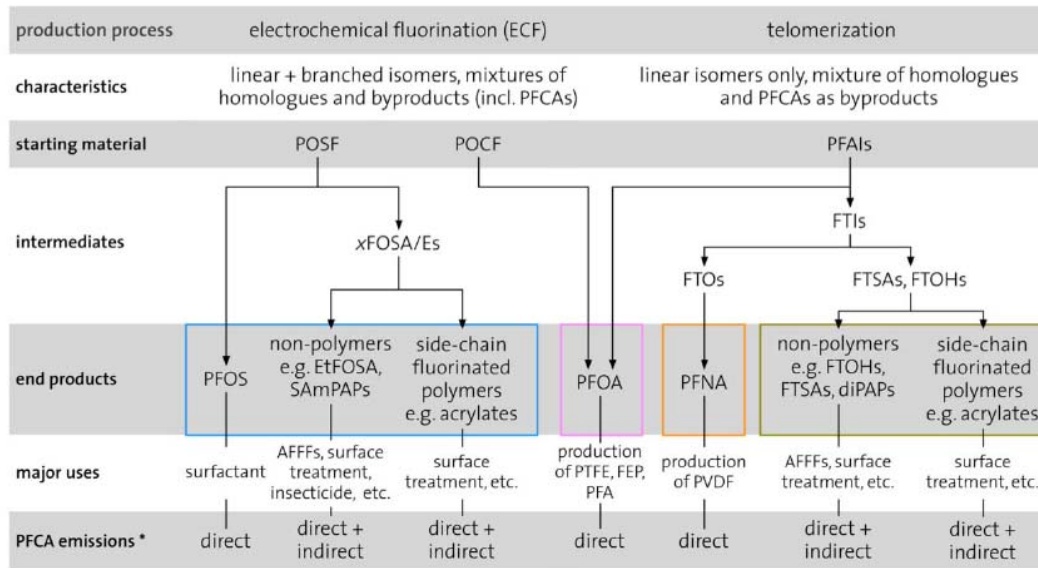 production process
electrochemical fluorination (ECF)
telomerization
characteristics
linear + branched isomers, mixtures of
homologues and byproducts (incl. PFCAs)
linear isomers only, mixture of homologues
and PFCAs as byproducts
starting material
POSF
POCF
PFAIs
intermediates
xFOSA/Es
FTIs
FTOs
FTSAs, FTOHs
end products
PFOS
non-polymers
e.g. EtFOSA,
SAmPAPs
side-chain
fluorinated
polymers
e.g. acrylates
PFOA
PFNA
non-polymers
e.g. FTOHs,
FTSAs, diPAPs
side-chain
fluorinated
polymers
e.g. acrylates
major uses
surfactant
AFFFs, surface
treatment,
insecticide, etc.
surface
treatment, etc.
production
of PTFE, FEP,
PFA
production
of PVDF
AFFFs, surface
treatment, etc.
surface
treatment, etc.
PFCA emissions *
direct
direct +
indirect
direct +
indirect
direct
direct
direct +
indirect
direct +
indirect